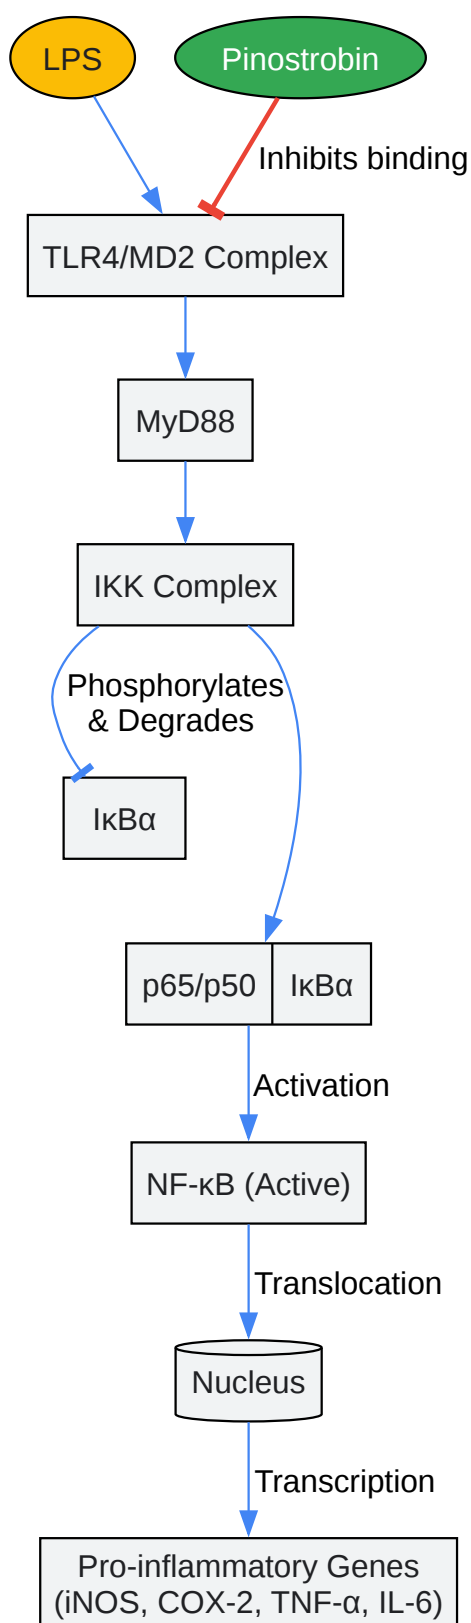 LPS
Pinostrobin
Inhibits binding
TLR4/MD2 Complex
MyD88
IKK Complex
Phosphorylates
& Degrades
IκBα
p65/p50
IκBα
Activation
NF-κB (Active)
Translocation
Nucleus
Transcription
Pro-inflammatory Genes
(iNOS, COX-2, TNF-α, IL-6)